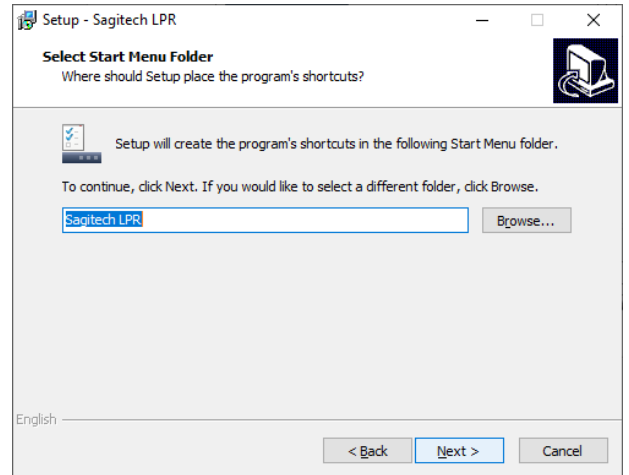 Setup - Sagitech LPR
Select Start Menu Folder
Where should Setup place the program's shortcuts?
Setup will create the program's shortcuts in the following Start Menu folder.
To continue, click Next. If you would like to select a different folder, click Browse.
Sagitech LPR
Browse...
English
< Back
Next >
Cancel